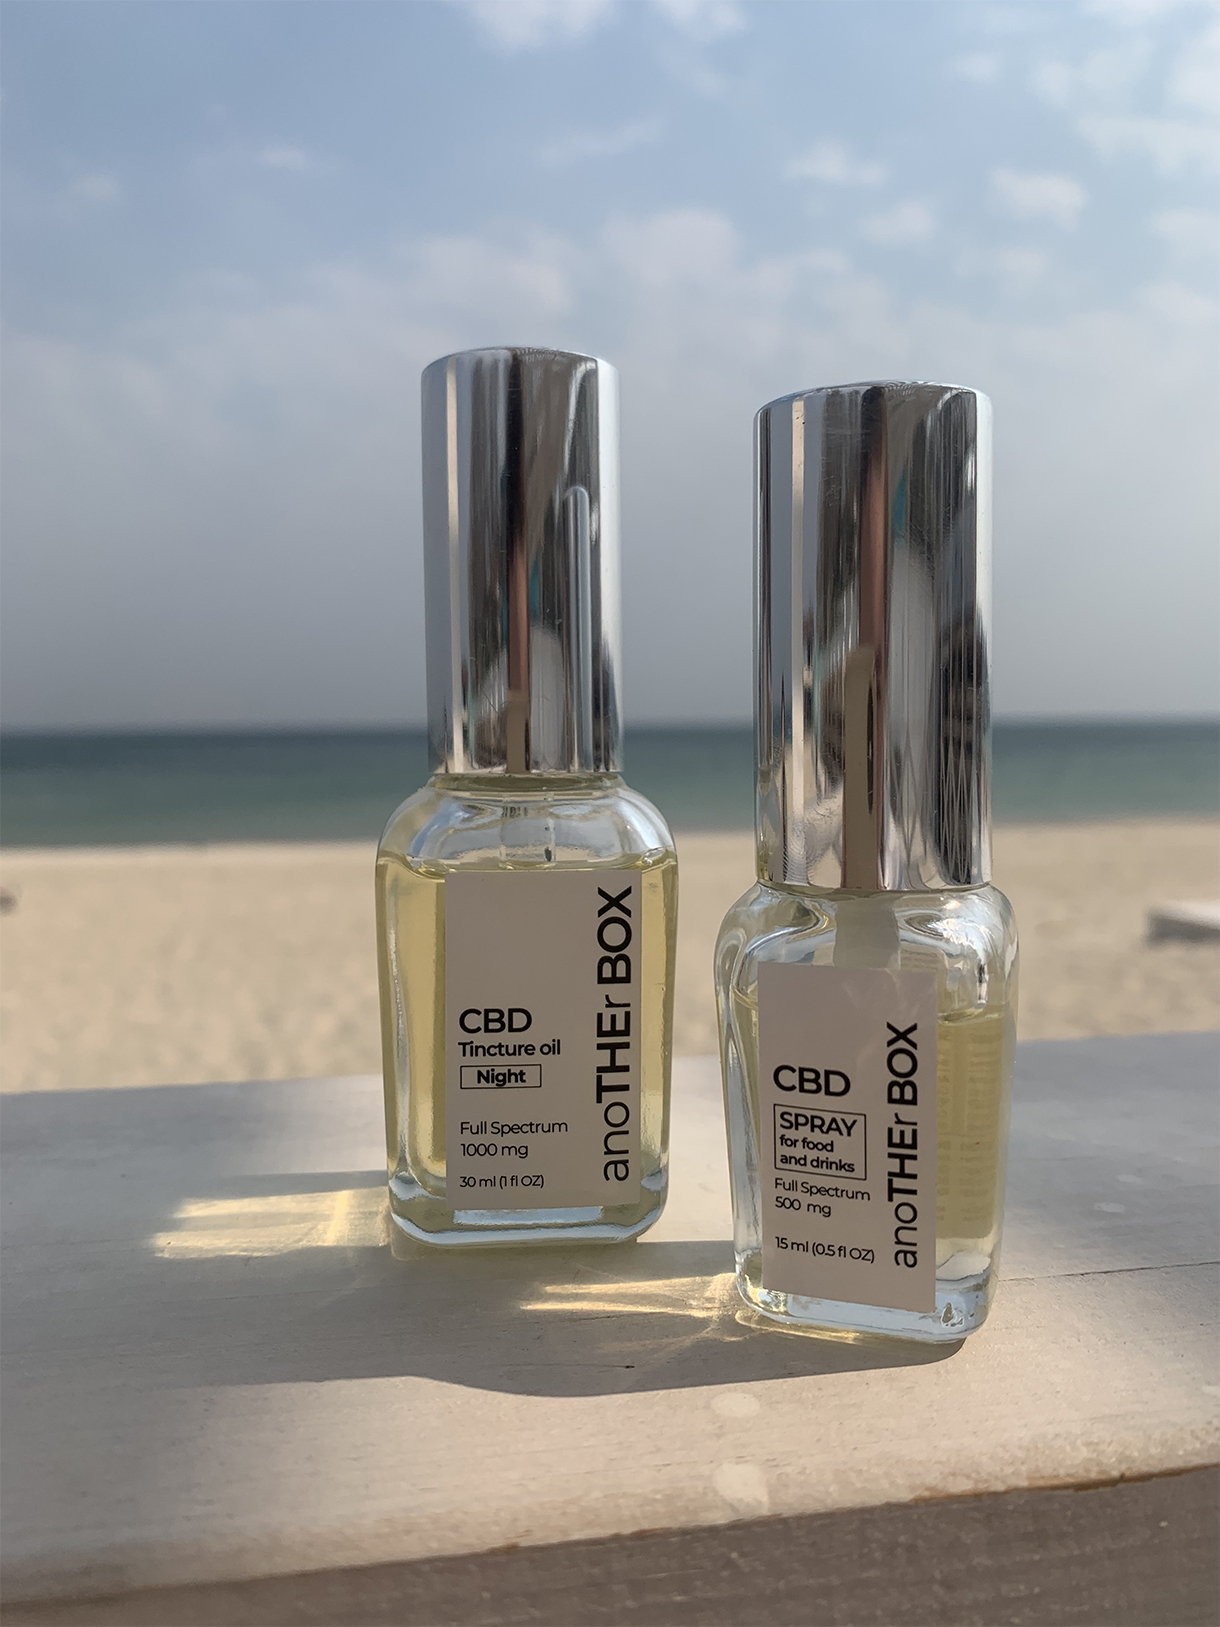 CBD
Tincture oil
Night
Full Spectrum
1000 mg
30 ml (1 fl OZ)
anoTHEr BOX
CBD
SPRAY
for food
and drinks
Full Spectrum
500 mg
15 ml (0.5 fl OZ)
anoTHEr BOX